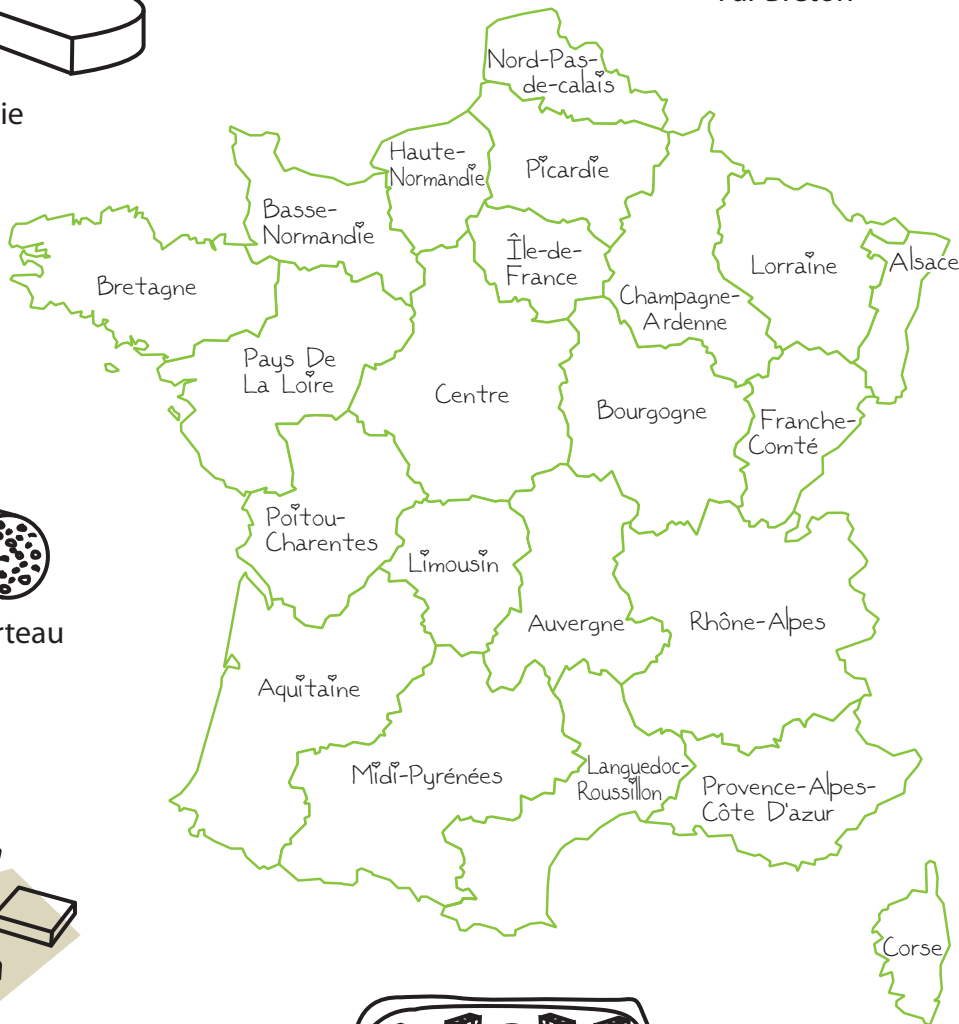 Nord-Pas-
de-calais
ie
Haute-
Normandie
Picardie
Basse-
Normandie
Île-de-
France
Lorraine
Alsace
Bretagne
Champagne-
Ardenne
Pays De
La Loire
Centre
Bourgogne
Franche-
Comté
Poitou-
Charentes
Limousin
rteau
Auvergne
Rhône-Alpes
Aquitaine
Midi-Pyrénées
Languedoc-
Roussillon
Provence-Alpes-
Côte D'azur
Corse